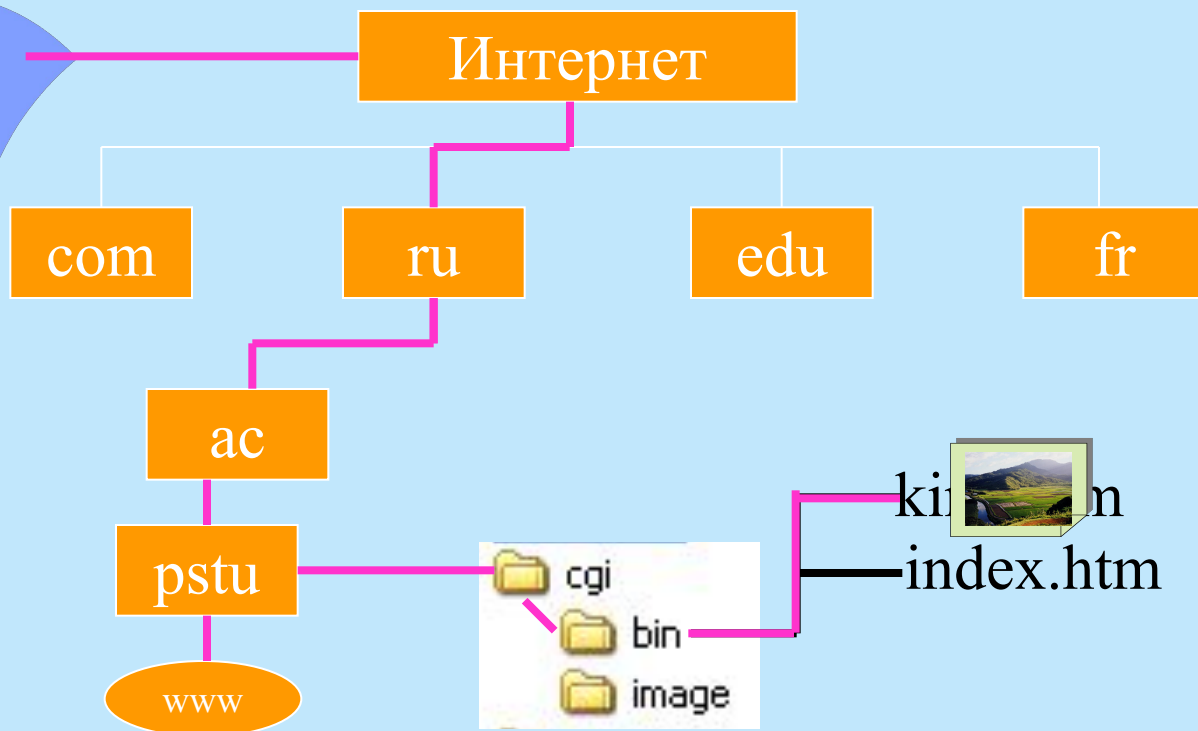 Интернет
com
ru
edu
fr
ac
pstu
www
cgi
bin
image
index.htm